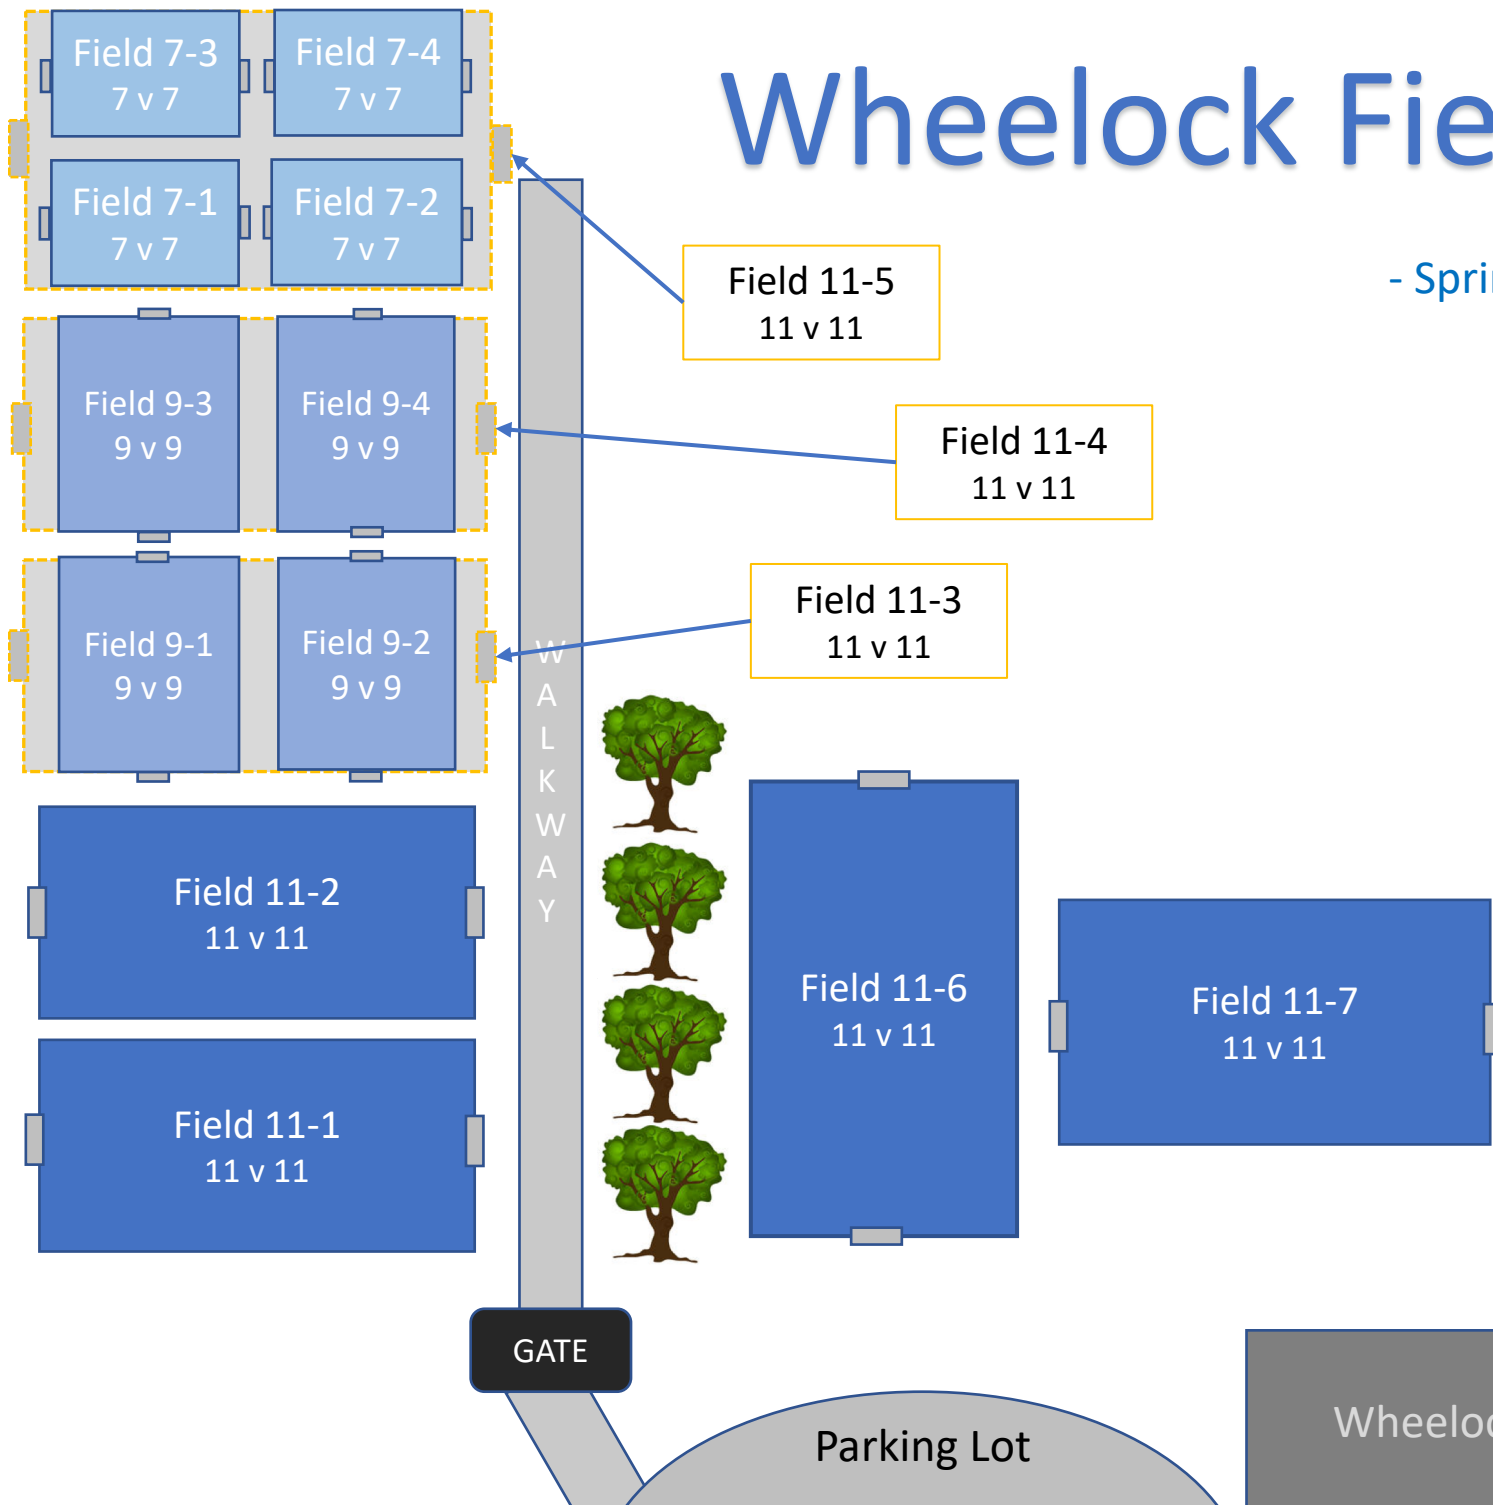 Wheelock Fie
- Sprin
Field 7-3
7 v 7
Field 7-4
7 v 7
Field 7-1
7 v 7
Field 7-2
7 v 7
Field 11-5
11 v 11
Field 9-3
9 v 9
Field 9-4
9 v 9
Field 11-4
11 v 11
Field 9-1
9 v 9
Field 9-2
9 v 9
Field 11-3
11 v 11
WALKWAY
Field 11-2
11 v 11
Field 11-6
11 v 11
Field 11-7
11 v 11
Field 11-1
11 v 11
GATE
Parking Lot
Wheeloc